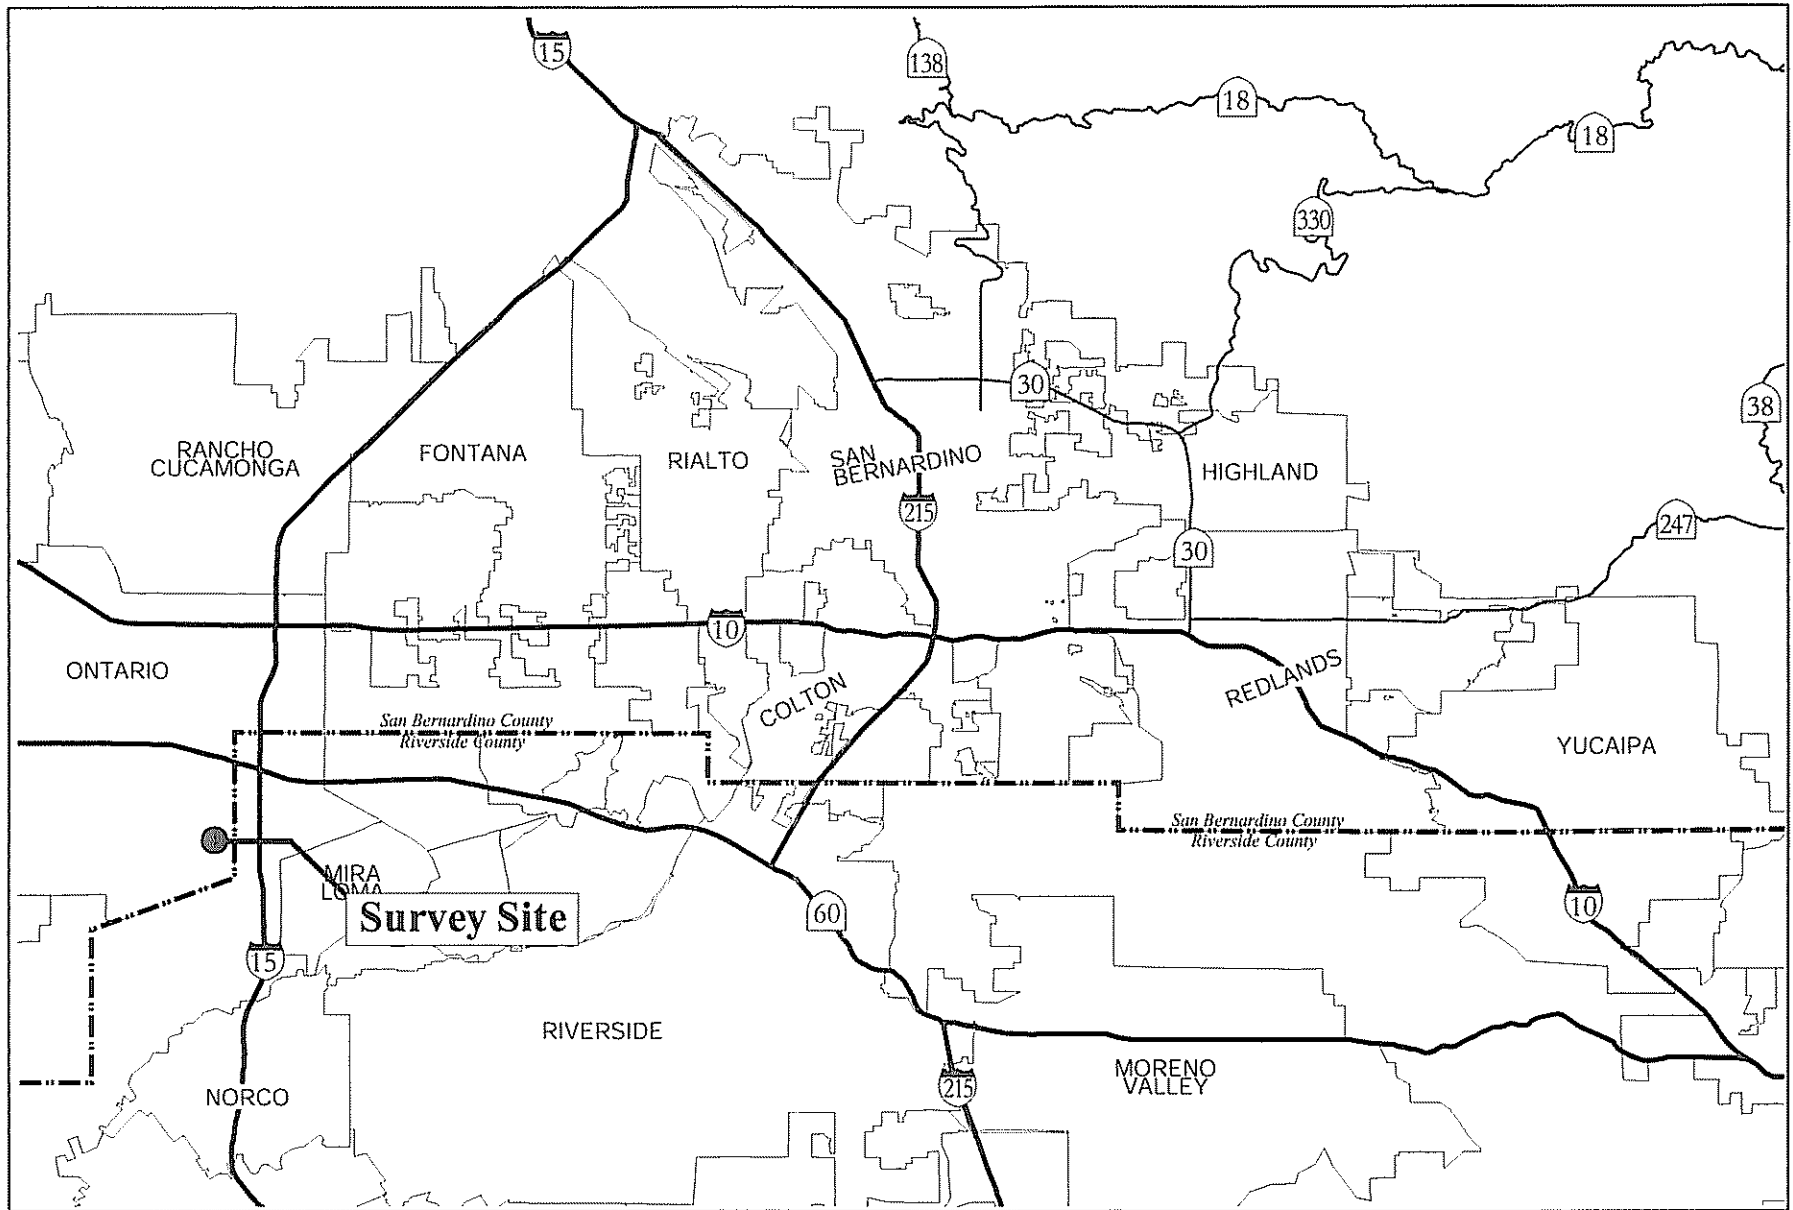 15
138
18
18
330
30
38
RANCHO
CUCAMONGA
FONTANA
RIALTO
SAN
BERNARDINO
HIGHLAND
215
247
30
10
ONTARIO
COLTON
REDLANDS
San Bernardino County
Riverside County
YUCAIPA
San Bernardino County
Riverside County
MIRA
LOMA
Survey Site
60
10
15
RIVERSIDE
MORENO
VALLEY
215
NORCO